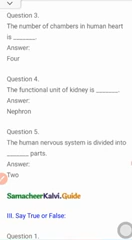 Question 3.
The number of chambers in human heart
is ________.
Answer:
Four
Question 4.
The functional unit of kidney is ________.
Answer:
Nephron
Question 5.
The human nervous system is divided into
________ parts.
Answer:
Two
SamacheerKalvi.Guide
III. Say True or False:
Question 1.